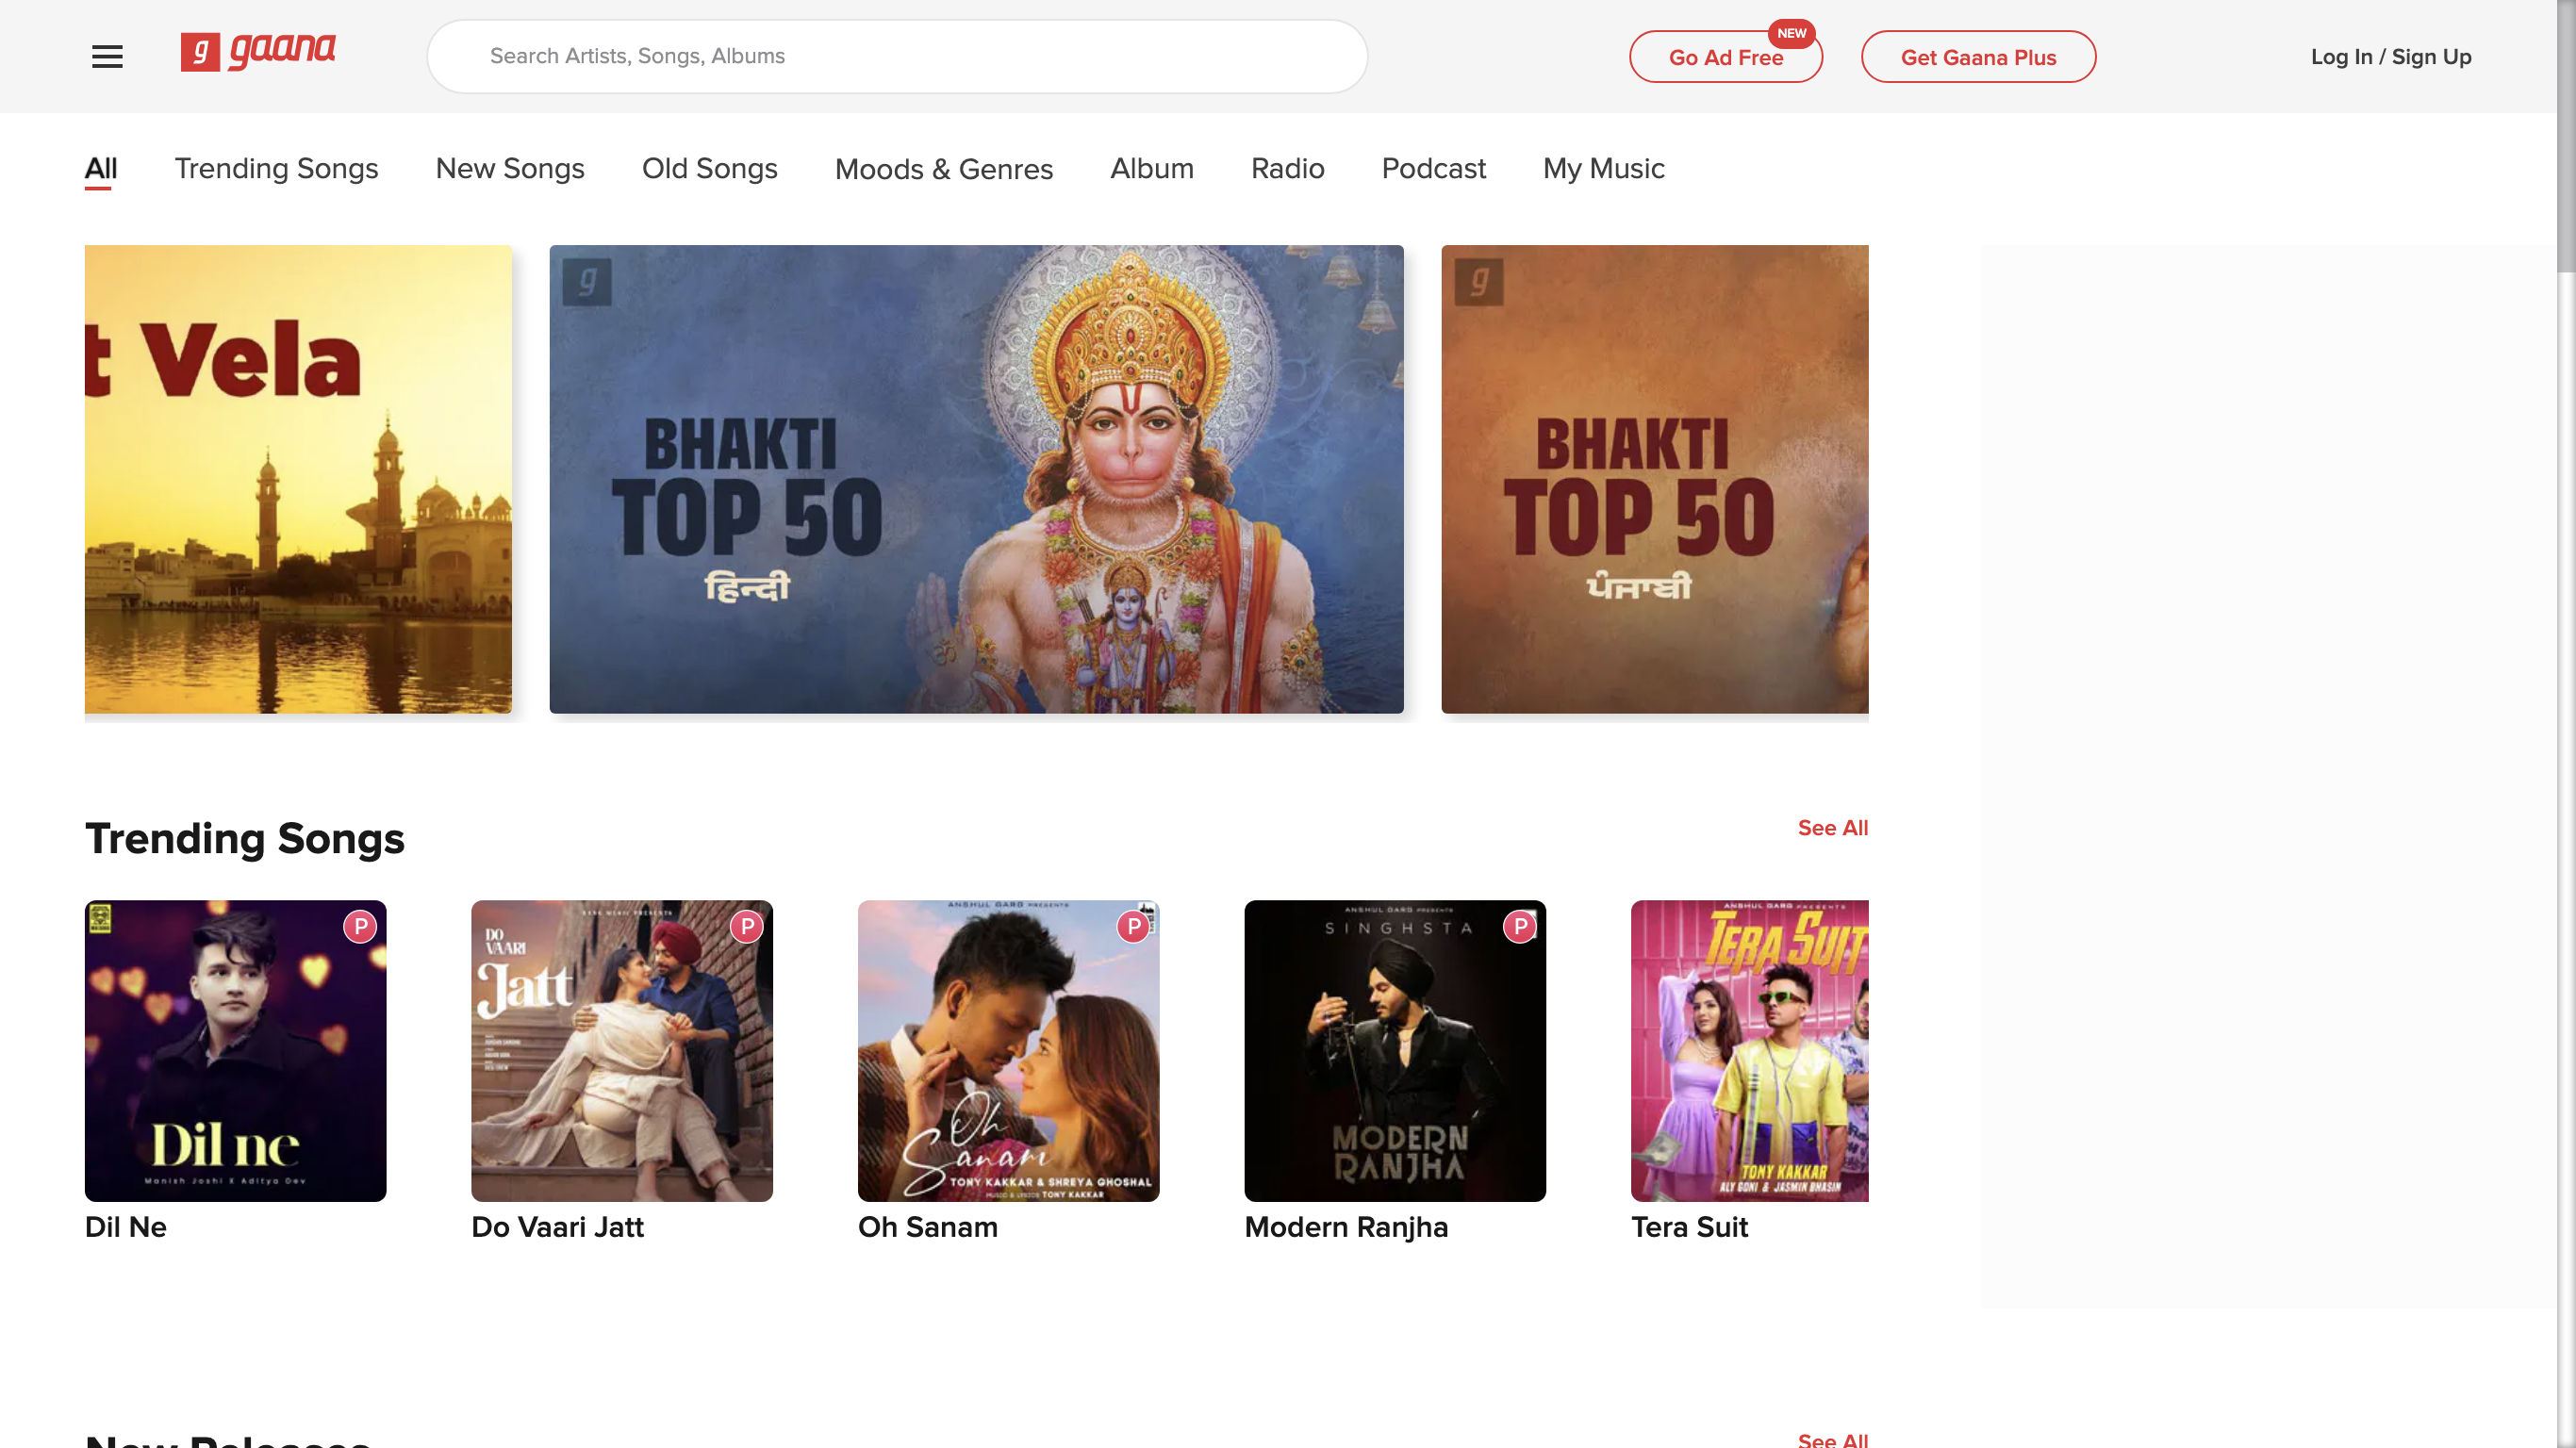 g gaana
Search Artists, Songs, Albums
Go Ad Free
NEW
Get Gaana Plus
Log In / Sign Up
All
Trending Songs
New Songs
Old Songs
Moods & Genres
Album
Radio
Podcast
My Music
t Vela
g
BHAKTI
TOP 50
हिन्दी
g
BHAKTI
TOP 50
ਪੰਜਾਬੀ
Trending Songs
See All
P
Dil ne
Manish Joshi X Aditya Dev
Dil Ne
P
DO
VAARI
Jatt
Do Vaari Jatt
ANSHUL GARG PRESENTS
P
Oh
Sanam
TONY KAKKAR & SHREYA GHOSHAL
MUSIC & LYRICS TONY KAKKAR
Oh Sanam
ANSHUL GARG PRESENTS
SINGHSTA
P
MODERN
RANJHA
Modern Ranjha
ANSHUL GARG PRESENTS
TERA SUIT
TONY KAKKAR
ALY GONI & JASMIN BHASIN
Tera Suit
New Releases
See All